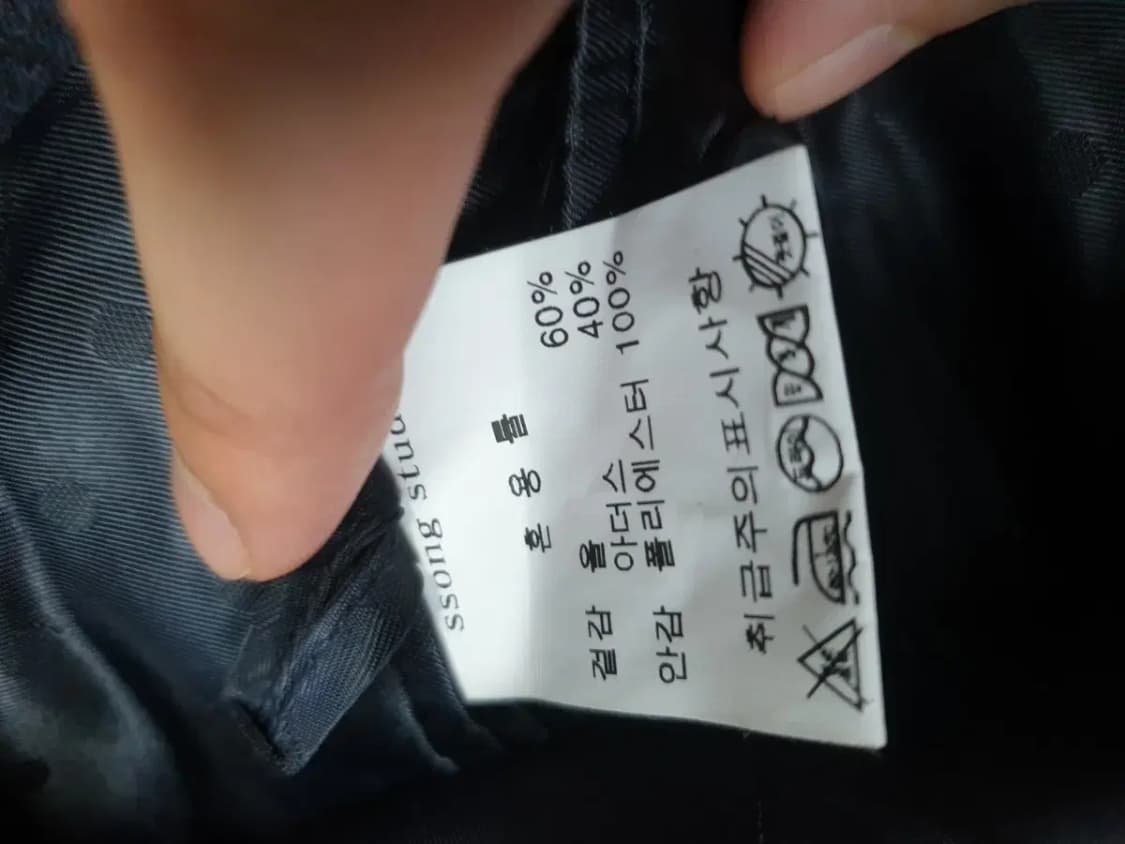 ssong stud
혼 용 률
겉감 울 60%
아더스 40%
안감 폴리에스터 100%
취급주의표시사항